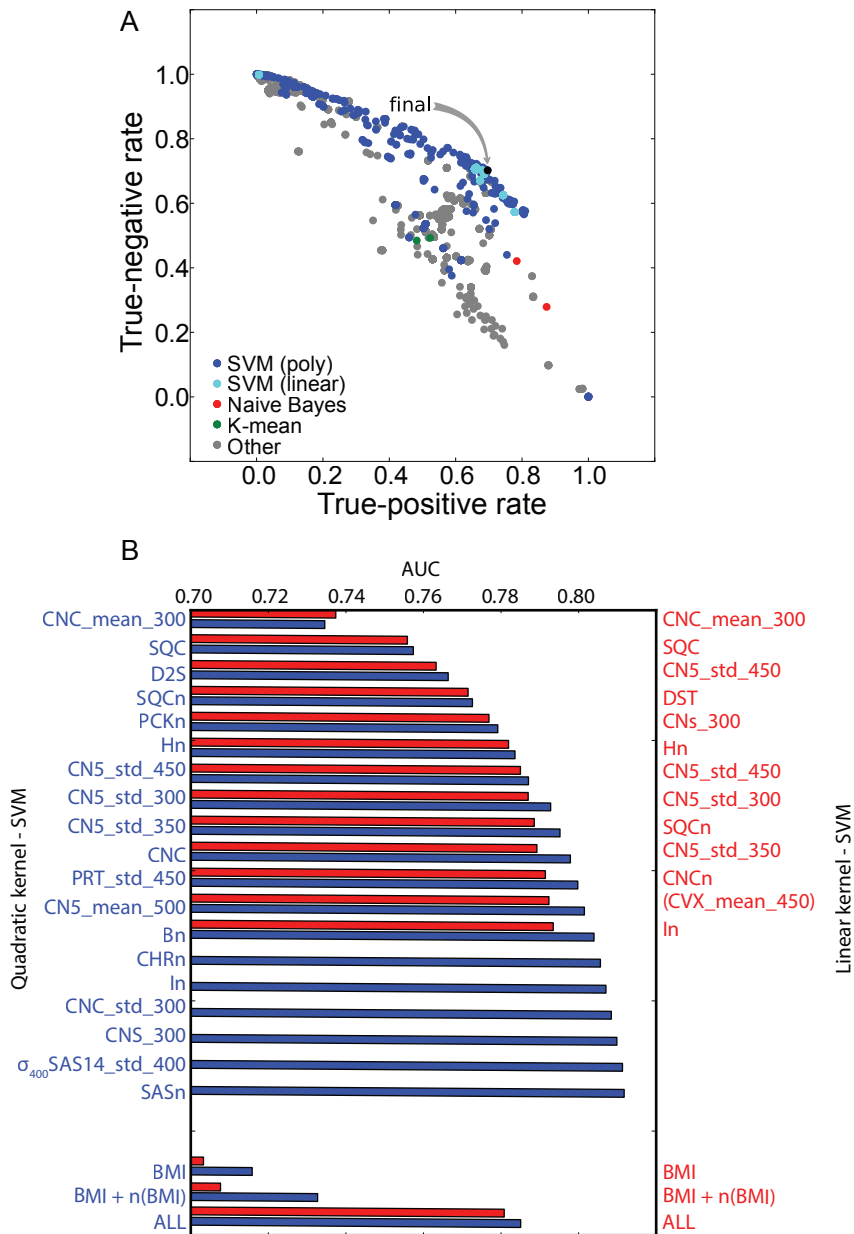 A
True-negative rate
1.0
0.8
0.6
0.4
0.2
0.0
final
SVM (poly)
SVM (linear)
Naive Bayes
K-mean
Other
0.0 0.2 0.4 0.6 0.8 1.0
True-positive rate
B
AUC
0.70 0.72 0.74 0.76 0.78 0.80
Quadratic kernel - SVM
CNC_mean_300
SQC
D2S
SQCn
PCKn
Hn
CN5_std_450
CN5_std_300
CN5_std_350
CNC
PRT_std_450
CN5_mean_500
Bn
CHRn
In
CNC_std_300
CNS_300
σ400SAS14_std_400
SASn
BMI
BMI + n(BMI)
ALL
CNC_mean_300
SQC
CN5_std_450
DST
CNs_300
Hn
CN5_std_450
CN5_std_300
SQCn
CN5_std_350
CNCn
(CVX_mean_450)
In
BMI
BMI + n(BMI)
ALL
Linear kernel - SVM